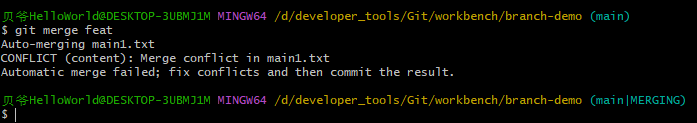 贝爷HelloWorld@DESKTOP-3UBMJ1M MINGW64 /d/developer_tools/Git/workbench/branch-demo (main)
$ git merge feat
Auto-merging main1.txt
CONFLICT (content): Merge conflict in main1.txt
Automatic merge failed; fix conflicts and then commit the result.
贝爷HelloWorld@DESKTOP-3UBMJ1M MINGW64 /d/developer_tools/Git/workbench/branch-demo (main|MERGING)
$